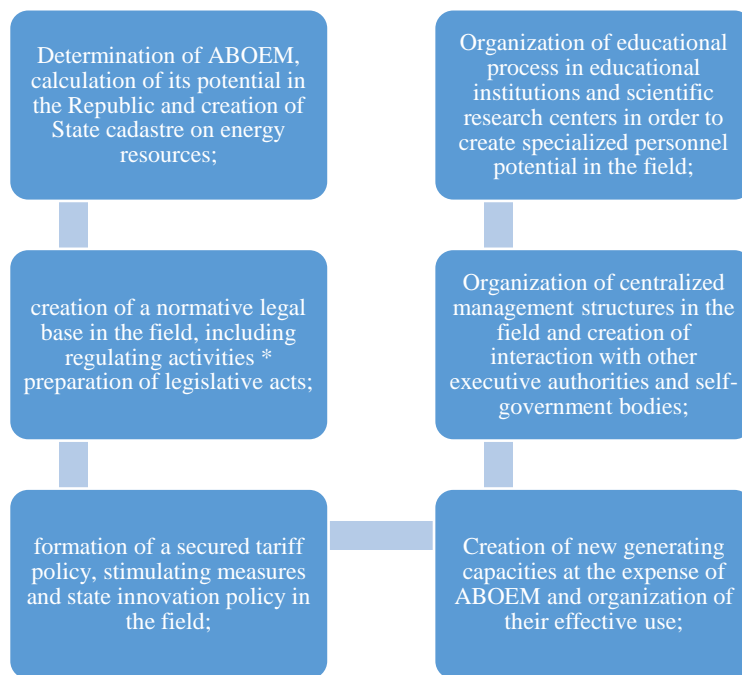 Determination of ABOEM,
calculation of its potential
in the Republic and creation of
State cadastre on energy
resources;
creation of a normative legal
base in the field, including
regulating activities *
preparation of legislative acts;
formation of a secured tariff
policy, stimulating measures
and state innovation policy in
the field;
Creation of new generating
capacities at the expense of
ABOEM and organization of
their effective use;
Organization of centralized
management structures in the
field and creation of
interaction with other
executive authorities and self-
government bodies;
Organization of educational
process in educational
institutions and scientific
research centers in order to
create specialized personnel
potential in the field;